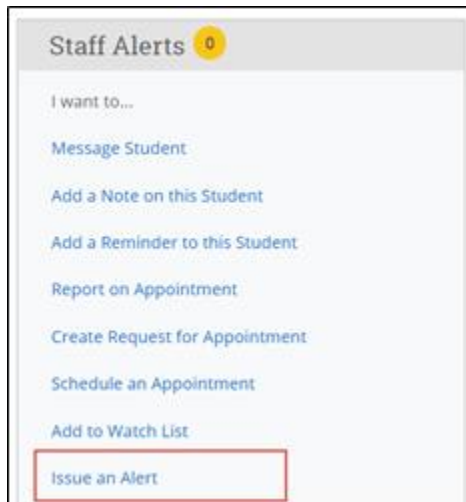 Staff Alerts 0
I want to...
Message Student
Add a Note on this Student
Add a Reminder to this Student
Report on Appointment
Create Request for Appointment
Schedule an Appointment
Add to Watch List
Issue an Alert